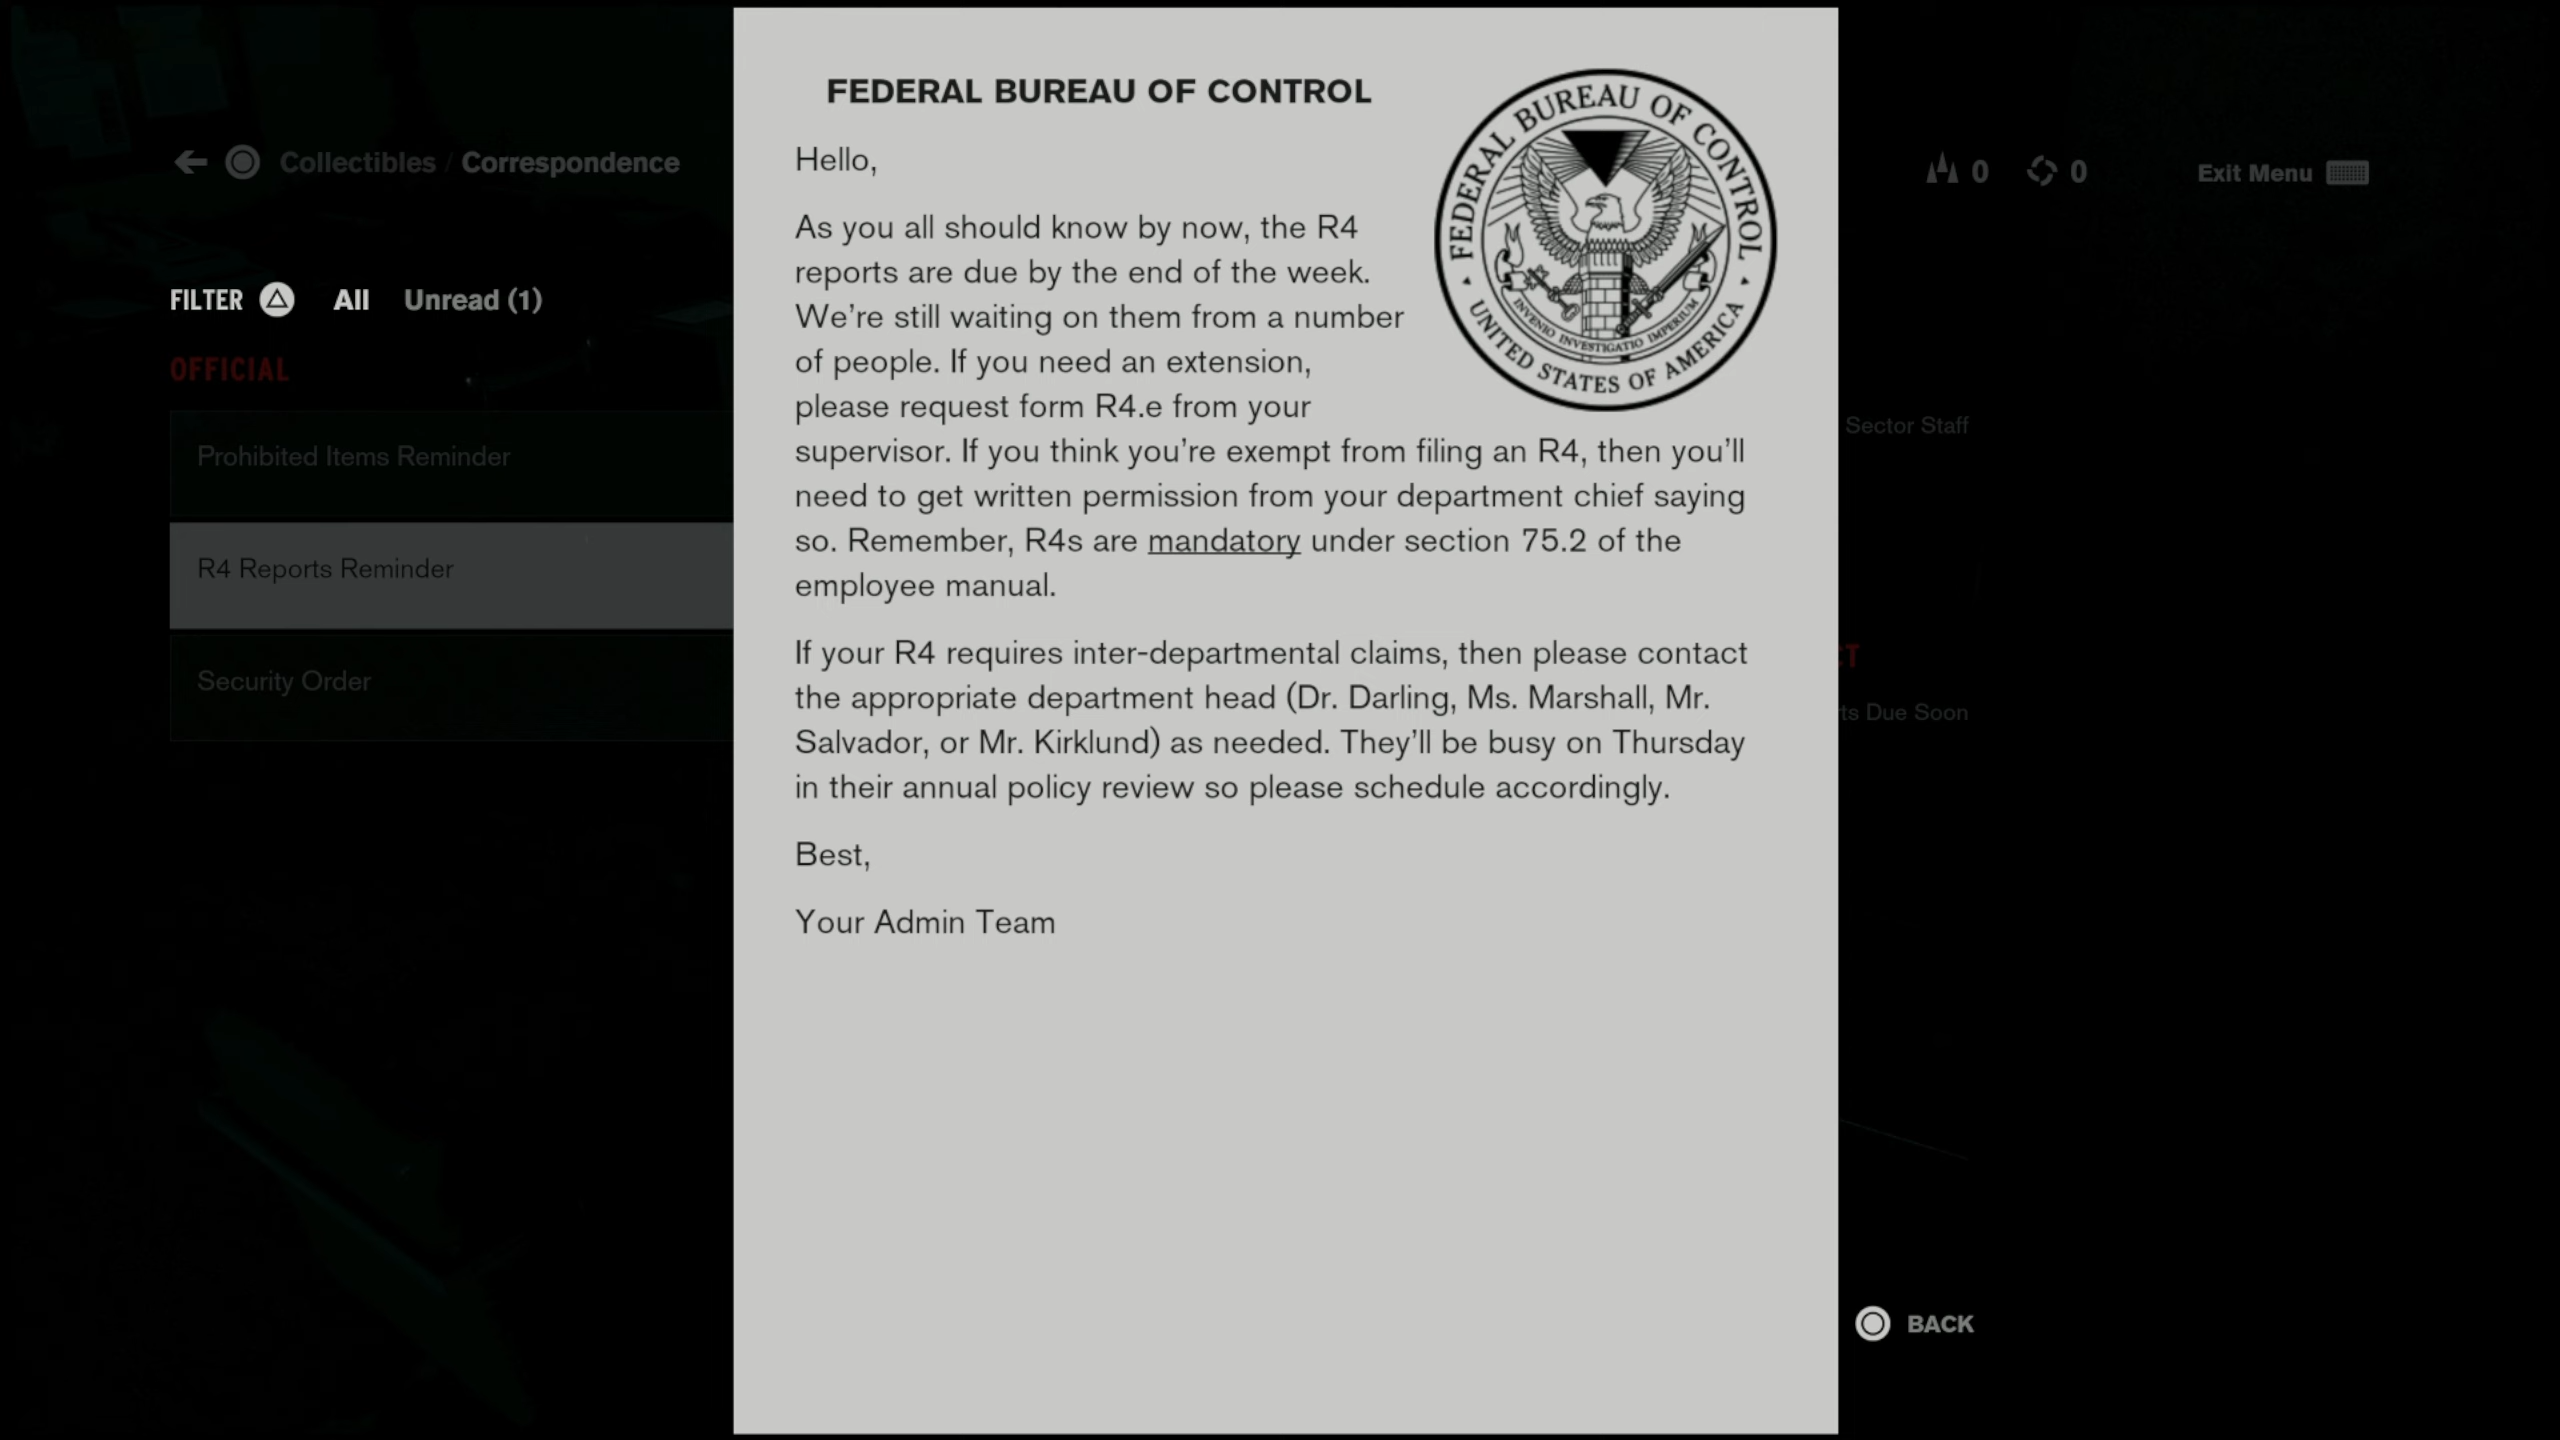 FEDERAL BUREAU OF CONTROL
FEDERAL BUREAU OF CONTROL
UNITED STATES OF AMERICA
INVENIO INVESTIGATIO IMPERIUM
Hello,
As you all should know by now, the R4
reports are due by the end of the week.
We're still waiting on them from a number
of people. If you need an extension,
please request form R4.e from your
supervisor. If you think you're exempt from filing an R4, then you'll
need to get written permission from your department chief saying
so. Remember, R4s are mandatory under section 75.2 of the
employee manual.
If your R4 requires inter-departmental claims, then please contact
the appropriate department head (Dr. Darling, Ms. Marshall, Mr.
Salvador, or Mr. Kirklund) as needed. They'll be busy on Thursday
in their annual policy review so please schedule accordingly.
Best,
Your Admin Team
Collectibles / Correspondence
FILTER All Unread (1)
OFFICIAL
Prohibited Items Reminder
R4 Reports Reminder
Security Order
0 0 Exit Menu
Sector Staff
CT
ts Due Soon
BACK